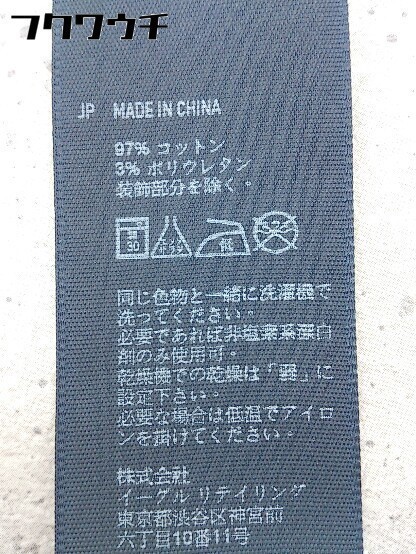 フクワウチ
JP MADE IN CHINA
97% コットン
3% ポリウレタン
装飾部分を除く。
30 低
同じ色物と一緒に洗濯機で
洗ってください。
必要であれば非塩素系漂白
剤のみ使用可。
乾燥機での乾燥は「弱」に
設定下さい。
必要な場合は低温でアイロ
ンを掛けてください。
株式会社
イーグル リテイリング
東京都渋谷区神宮前
六丁目10番11号